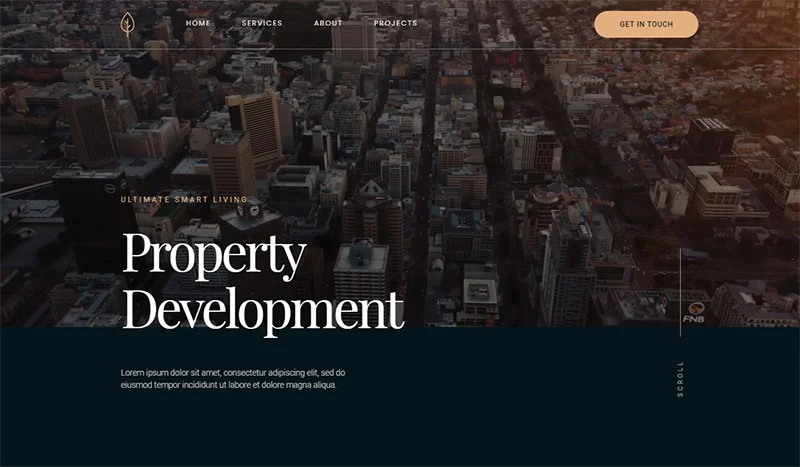 HOME
SERVICES
ABOUT
PROJECTS
GET IN TOUCH
ULTIMATE SMART LIVING
Property
Development
Lorem ipsum dolor sit amet, consectetur adipiscing elit, sed do
eiusmod tempor incididunt ut labore et dolore magna aliqua.
FNB
SCROLL